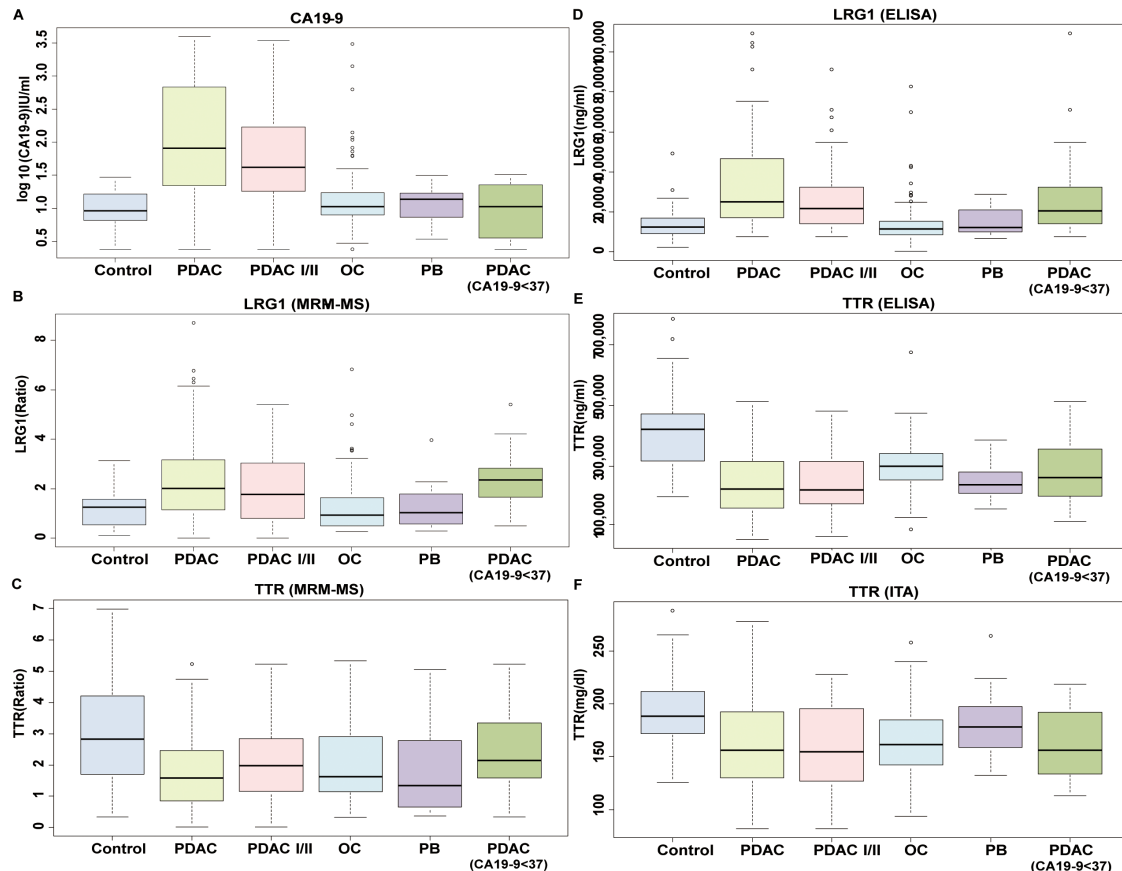 A
CA19-9
log 10 (CA19-9)IU/ml
3.5
3.0
2.5
2.0
1.5
1.0
0.5
Control
PDAC
PDAC I/II
OC
PB
PDAC
(CA19-9<37)
B
LRG1 (MRM-MS)
LRG1(Ratio)
8
6
4
2
0
Control
PDAC
PDAC I/II
OC
PB
PDAC
(CA19-9<37)
C
TTR (MRM-MS)
TTR(Ratio)
7
6
5
4
3
2
1
0
Control
PDAC
PDAC I/II
OC
PB
PDAC
(CA19-9<37)
D
LRG1 (ELISA)
LRG1(ng/ml)
0
Control
PDAC
PDAC I/II
OC
PB
PDAC
(CA19-9<37)
E
TTR (ELISA)
TTR(ng/ml)
500,000
300,000
100,000
Control
PDAC
PDAC I/II
OC
PB
PDAC
(CA19-9<37)
F
TTR (ITA)
TTR(mg/dl)
250
200
150
100
Control
PDAC
PDAC I/II
OC
PB
PDAC
(CA19-9<37)